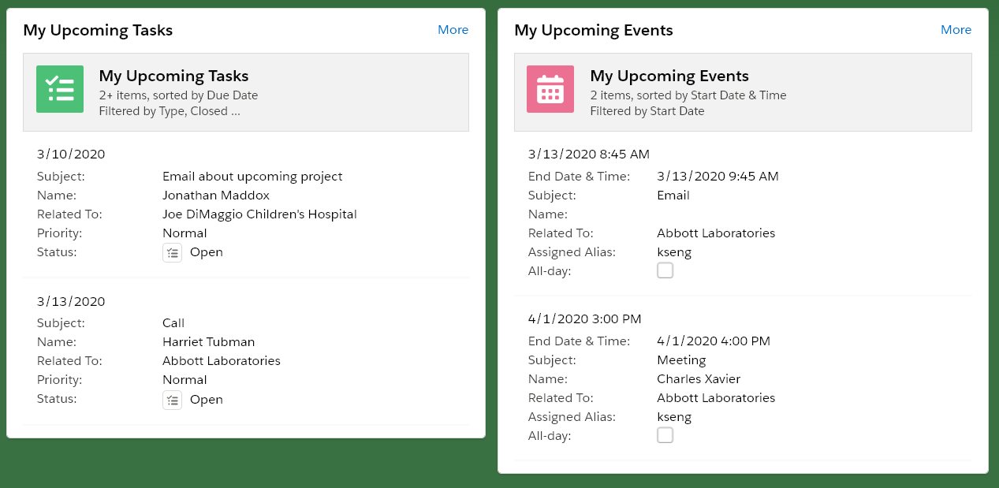 My Upcoming Tasks
More
My Upcoming Tasks
2+ items, sorted by Due Date
Filtered by Type, Closed ...
3/10/2020
Subject: Email about upcoming project
Name: Jonathan Maddox
Related To: Joe DiMaggio Children's Hospital
Priority: Normal
Status: Open
3/13/2020
Subject: Call
Name: Harriet Tubman
Related To: Abbott Laboratories
Priority: Normal
Status: Open
My Upcoming Events
More
My Upcoming Events
2 items, sorted by Start Date & Time
Filtered by Start Date
3/13/2020 8:45 AM
End Date & Time: 3/13/2020 9:45 AM
Subject: Email
Name:
Related To: Abbott Laboratories
Assigned Alias: kseng
All-day:
4/1/2020 3:00 PM
End Date & Time: 4/1/2020 4:00 PM
Subject: Meeting
Name: Charles Xavier
Related To: Abbott Laboratories
Assigned Alias: kseng
All-day: